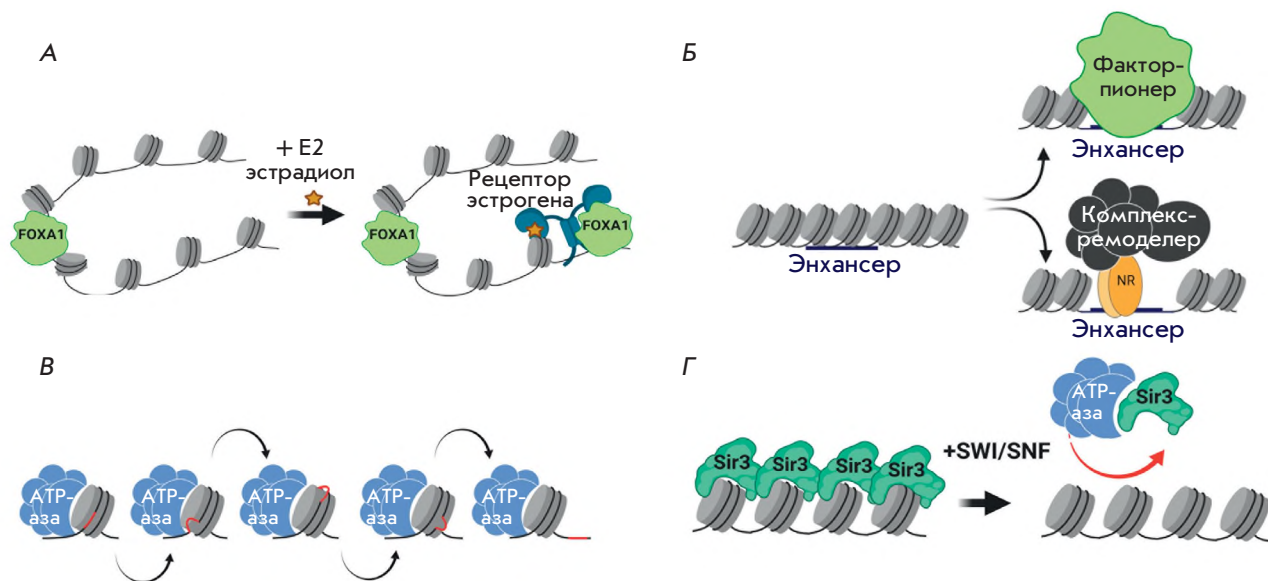 А
+ E2
эстрадиол
FOXA1
Рецептор
эстрогена
FOXA1
FOXA1
Б
Энхансер
Фактор-
пионер
Энхансер
Комплекс-
ремоделер
NR
Энхансер
В
АТР-
аза
АТР-
аза
АТР-
аза
АТР-
аза
АТР-
аза
Г
Sir3
Sir3
Sir3
Sir3
+SWI/SNF
АТР-
аза
Sir3